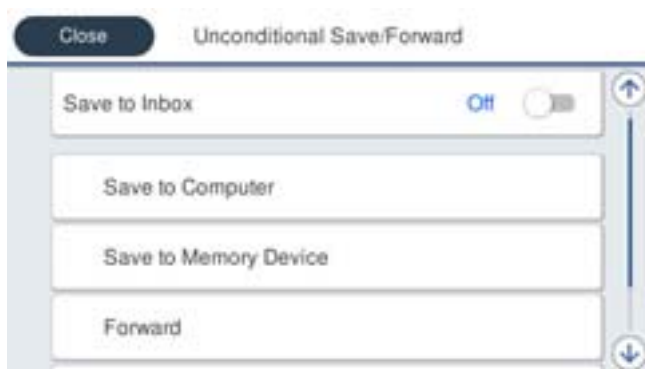 Close
Unconditional Save/Forward
Save to Inbox
Off
Save to Computer
Save to Memory Device
Forward